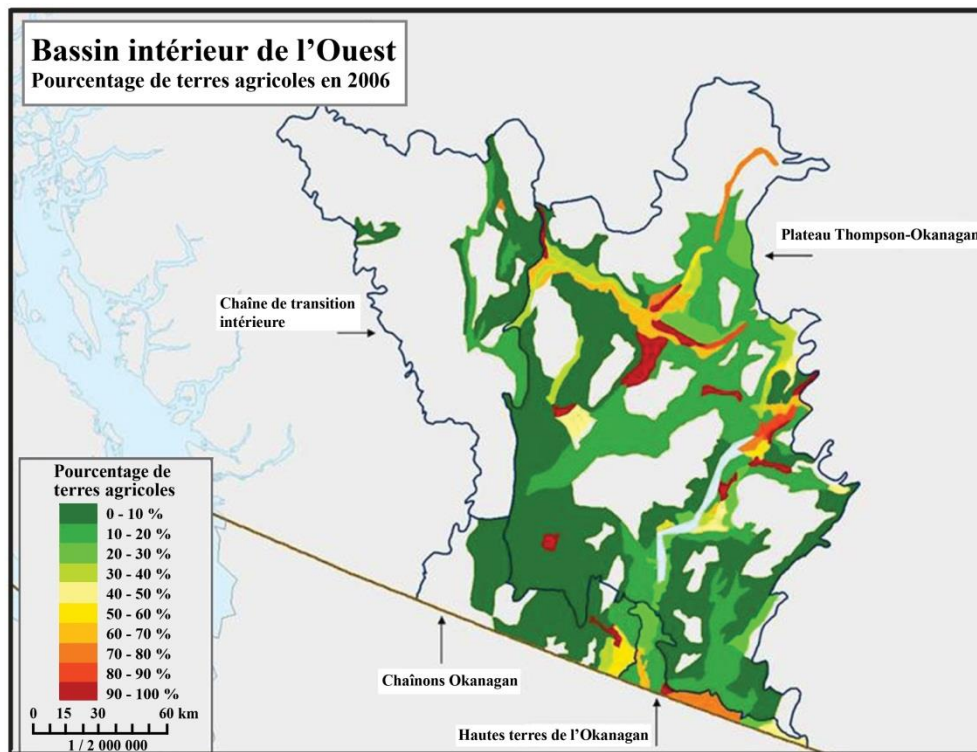 Bassin intérieur de l’Ouest
Pourcentage de terres agricoles en 2006
Plateau Thompson-Okanagan
Chaîne de transition
intérieure
Pourcentage de
terres agricoles
0 - 10 %
10 - 20 %
20 - 30 %
30 - 40 %
40 - 50 %
50 - 60 %
60 - 70 %
70 - 80 %
80 - 90 %
90 - 100 %
0 15 30 60 km
1 / 2 000 000
Chaînons Okanagan
Hautes terres de l’Okanagan